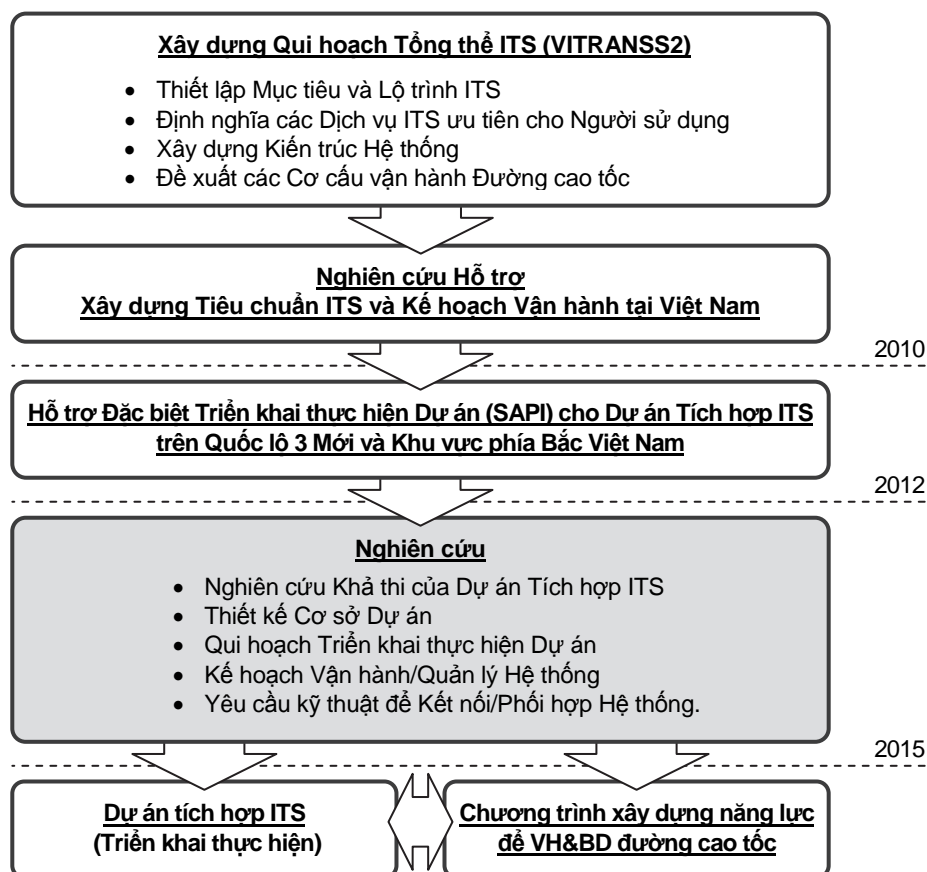 Xây dựng Qui hoạch Tổng thể ITS (VITRANSS2)
• Thiết lập Mục tiêu và Lộ trình ITS
• Định nghĩa các Dịch vụ ITS ưu tiên cho Người sử dụng
• Xây dựng Kiến trúc Hệ thống
• Đề xuất các Cơ cấu vận hành Đường cao tốc
Nghiên cứu Hỗ trợ
Xây dựng Tiêu chuẩn ITS và Kế hoạch Vận hành tại Việt Nam
2010
Hỗ trợ Đặc biệt Triển khai thực hiện Dự án (SAPI) cho Dự án Tích hợp ITS
trên Quốc lộ 3 Mới và Khu vực phía Bắc Việt Nam
2012
Nghiên cứu
• Nghiên cứu Khả thi của Dự án Tích hợp ITS
• Thiết kế Cơ sở Dự án
• Qui hoạch Triển khai thực hiện Dự án
• Kế hoạch Vận hành/Quản lý Hệ thống
• Yêu cầu kỹ thuật để Kết nối/Phối hợp Hệ thống.
2015
Dự án tích hợp ITS
(Triển khai thực hiện)
Chương trình xây dựng năng lực
để VH&BD đường cao tốc